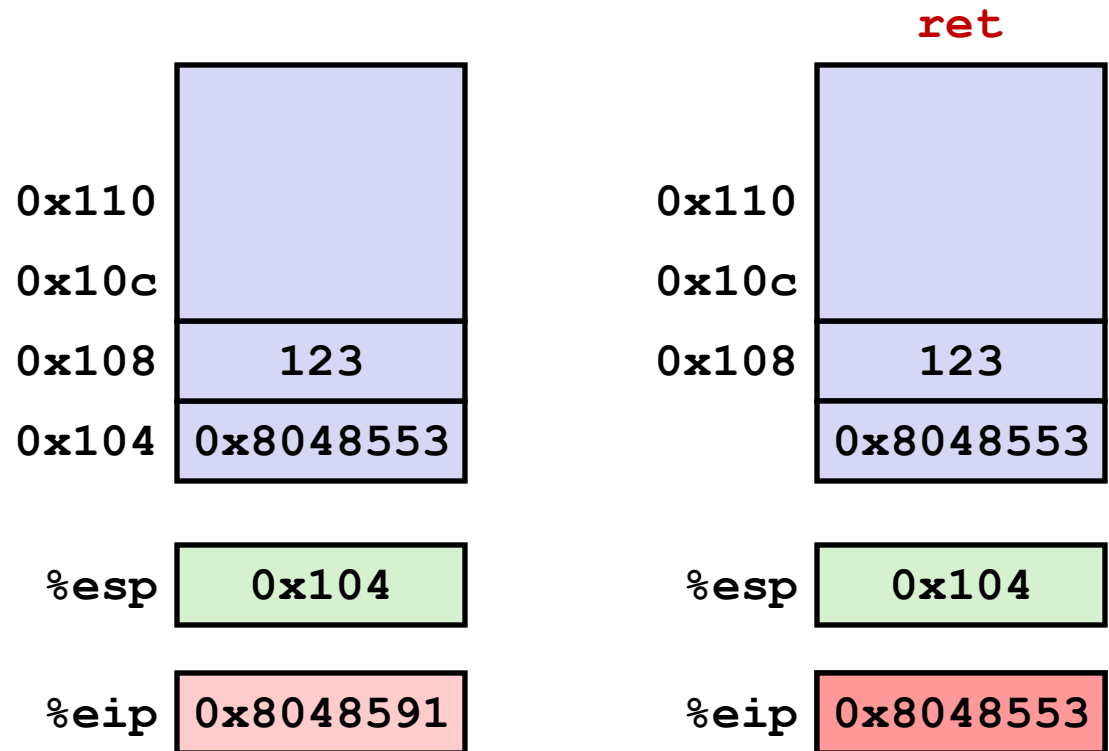 ret
0x110 0x110
0x10c 0x10c
0x108 123 0x108 123
0x104 0x8048553 0x8048553
%esp 0x104 %esp 0x104
%eip 0x8048591 %eip 0x8048553